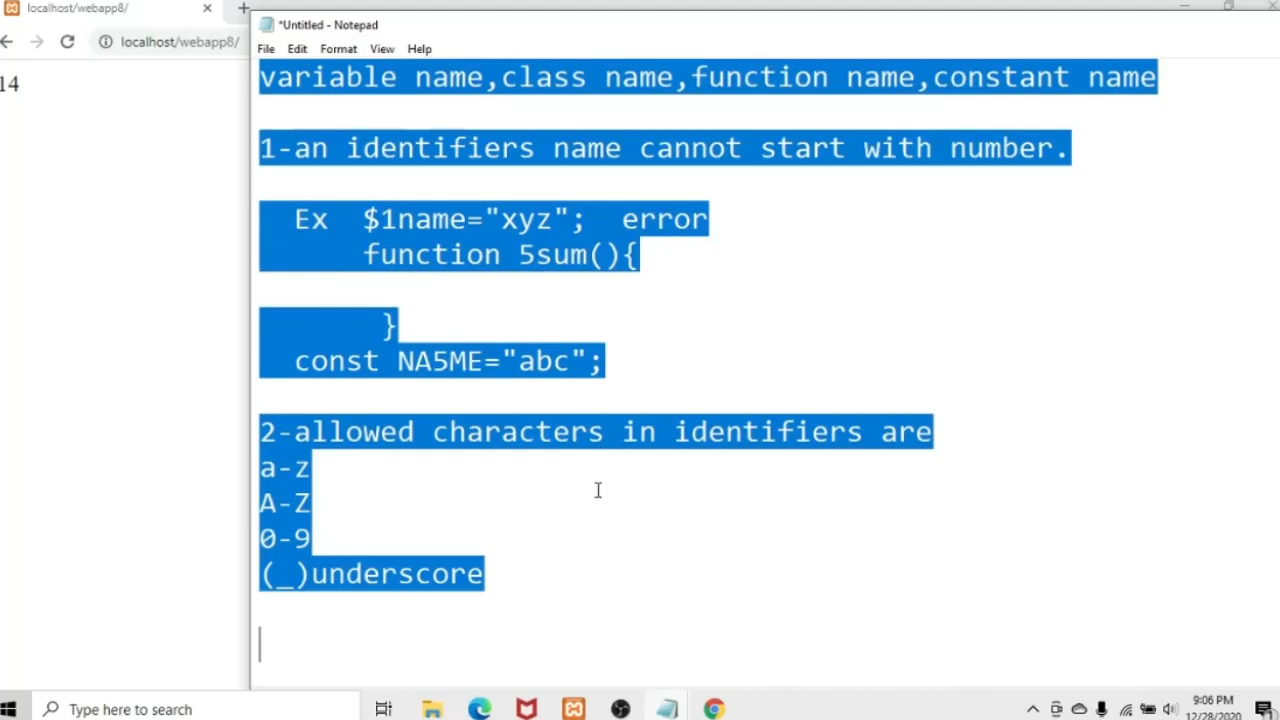 localhost/webapp8/
*Untitled - Notepad
localhost/webapp8/
File Edit Format View Help
14
variable name,class name,function name,constant name
1-an identifiers name cannot start with number.
Ex $1name="xyz"; error
function 5sum(){
}
const NA5ME="abc";
2-allowed characters in identifiers are
a-z
A-Z
0-9
(_)underscore
Type here to search
9:06 PM
12/28/2020